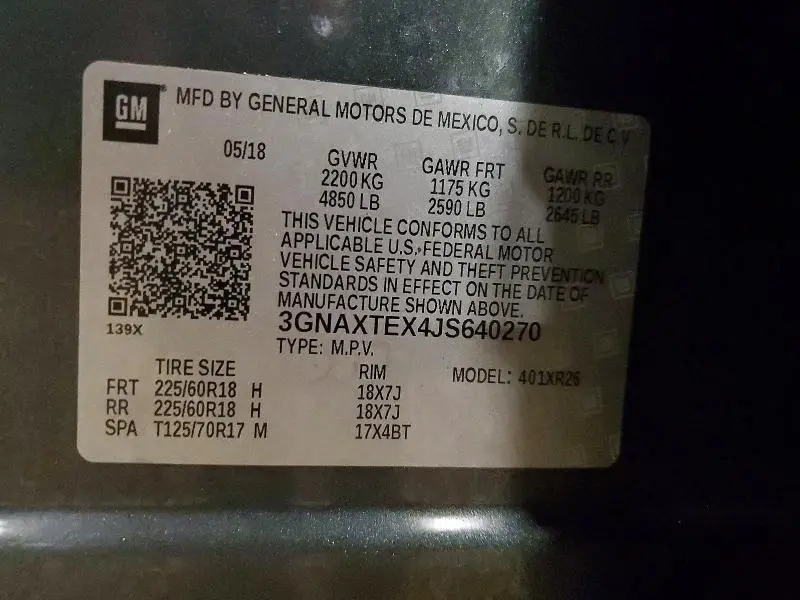 GM
MFD BY GENERAL MOTORS DE MEXICO, S. DE R.L. DE C.V
05/18
GVWR GAWR FRT GAWR RR
2200 KG 1175 KG 1200 KG
4850 LB 2590 LB 2645 LB
THIS VEHICLE CONFORMS TO ALL
APPLICABLE U.S. FEDERAL MOTOR
VEHICLE SAFETY AND THEFT PREVENTION
STANDARDS IN EFFECT ON THE DATE OF
MANUFACTURE SHOWN ABOVE.
139X
3GNAXTEX4JS640270
TYPE: M.P.V.
TIRE SIZE RIM MODEL: 401XR26
FRT 225/60R18 H 18X7J
RR 225/60R18 H 18X7J
SPA T125/70R17 M 17X4BT